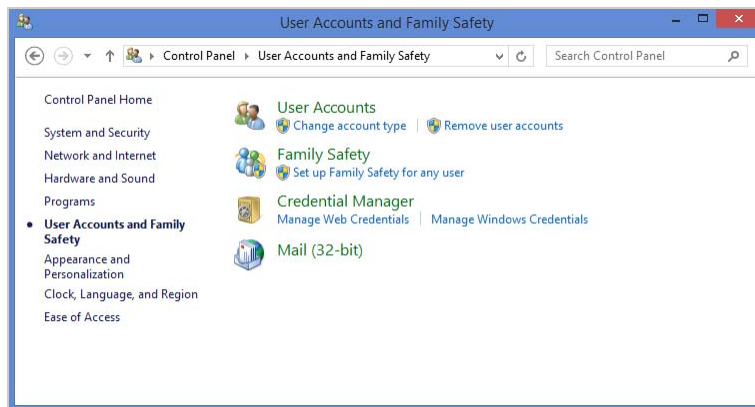 User Accounts and Family Safety
Control Panel User Accounts and Family Safety
Search Control Panel
Control Panel Home
System and Security
Network and Internet
Hardware and Sound
Programs
User Accounts and Family
Safety
Appearance and
Personalization
Clock, Language, and Region
Ease of Access
User Accounts
Change account type Remove user accounts
Family Safety
Set up Family Safety for any user
Credential Manager
Manage Web Credentials Manage Windows Credentials
Mail (32-bit)